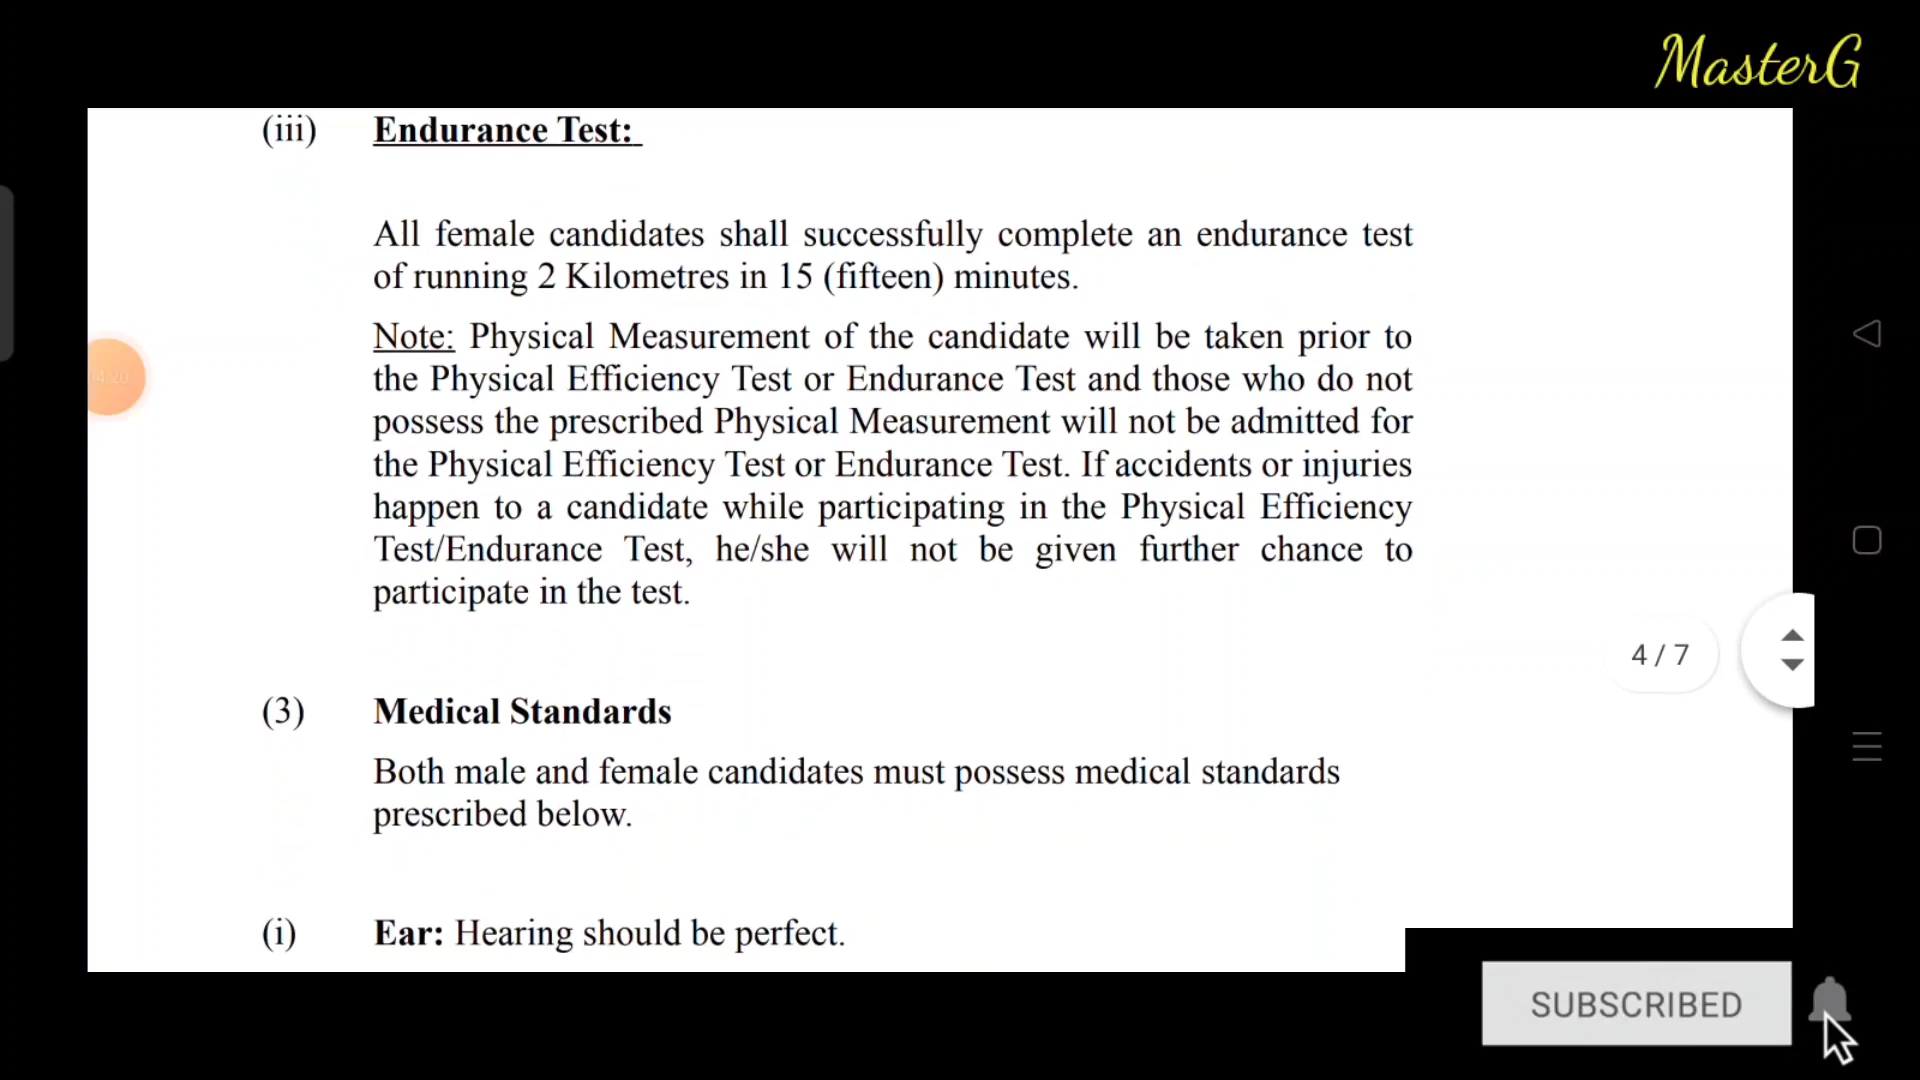 MasterG
(iii) Endurance Test:
All female candidates shall successfully complete an endurance test
of running 2 Kilometres in 15 (fifteen) minutes.
Note: Physical Measurement of the candidate will be taken prior to
the Physical Efficiency Test or Endurance Test and those who do not
possess the prescribed Physical Measurement will not be admitted for
the Physical Efficiency Test or Endurance Test. If accidents or injuries
happen to a candidate while participating in the Physical Efficiency
Test/Endurance Test, he/she will not be given further chance to
participate in the test.
4:20
4 / 7
(3) Medical Standards
Both male and female candidates must possess medical standards
prescribed below.
(i) Ear: Hearing should be perfect.
SUBSCRIBED